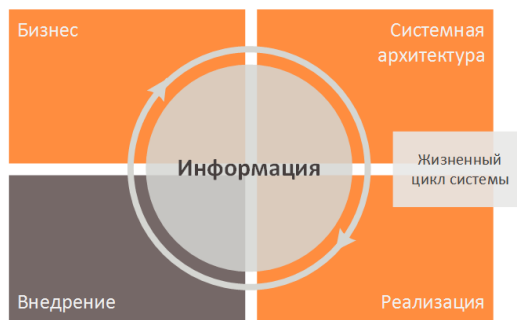 Бизнес
Системная
архитектура
Информация
Жизненный
цикл системы
Внедрение
Реализация